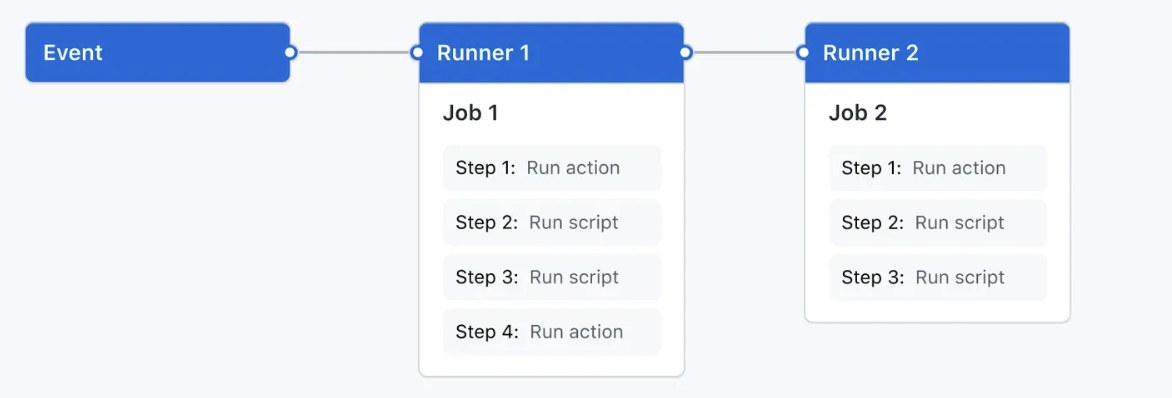 Event
Runner 1
Job 1
Step 1: Run action
Step 2: Run script
Step 3: Run script
Step 4: Run action
Runner 2
Job 2
Step 1: Run action
Step 2: Run script
Step 3: Run script